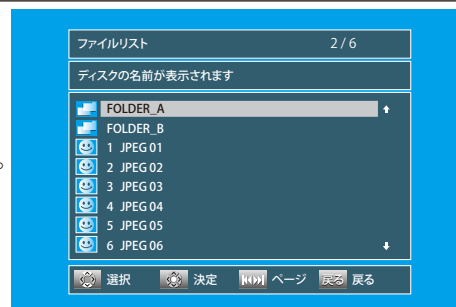 ファイルリスト 2 / 6
ディスクの名前が表示されます
FOLDER_A
FOLDER_B
1 JPEG 01
2 JPEG 02
3 JPEG 03
4 JPEG 04
5 JPEG 05
6 JPEG 06
選択 決定 ページ 戻る 戻る
。